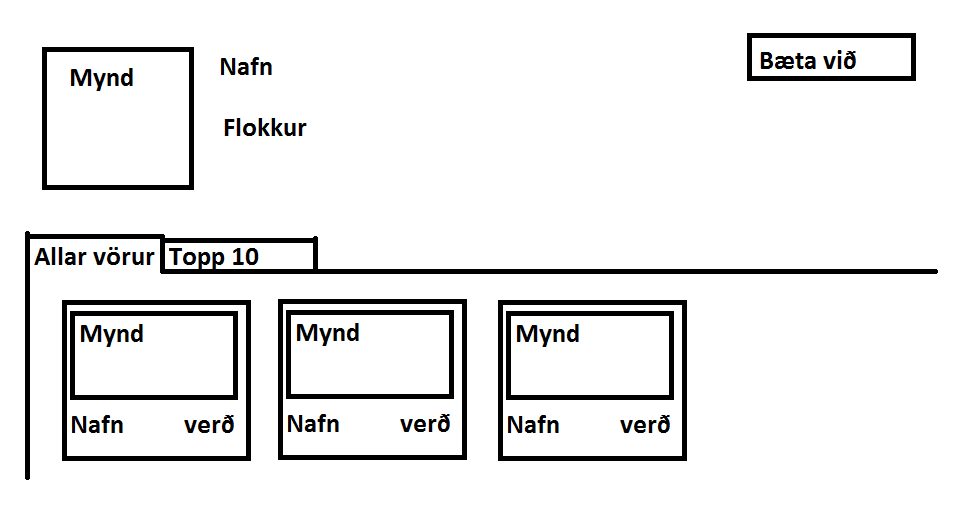 Mynd
Nafn
Flokkur
Bæta við
Allar vörur
Topp 10
Mynd
Nafn verð
Mynd
Nafn verð
Mynd
Nafn verð